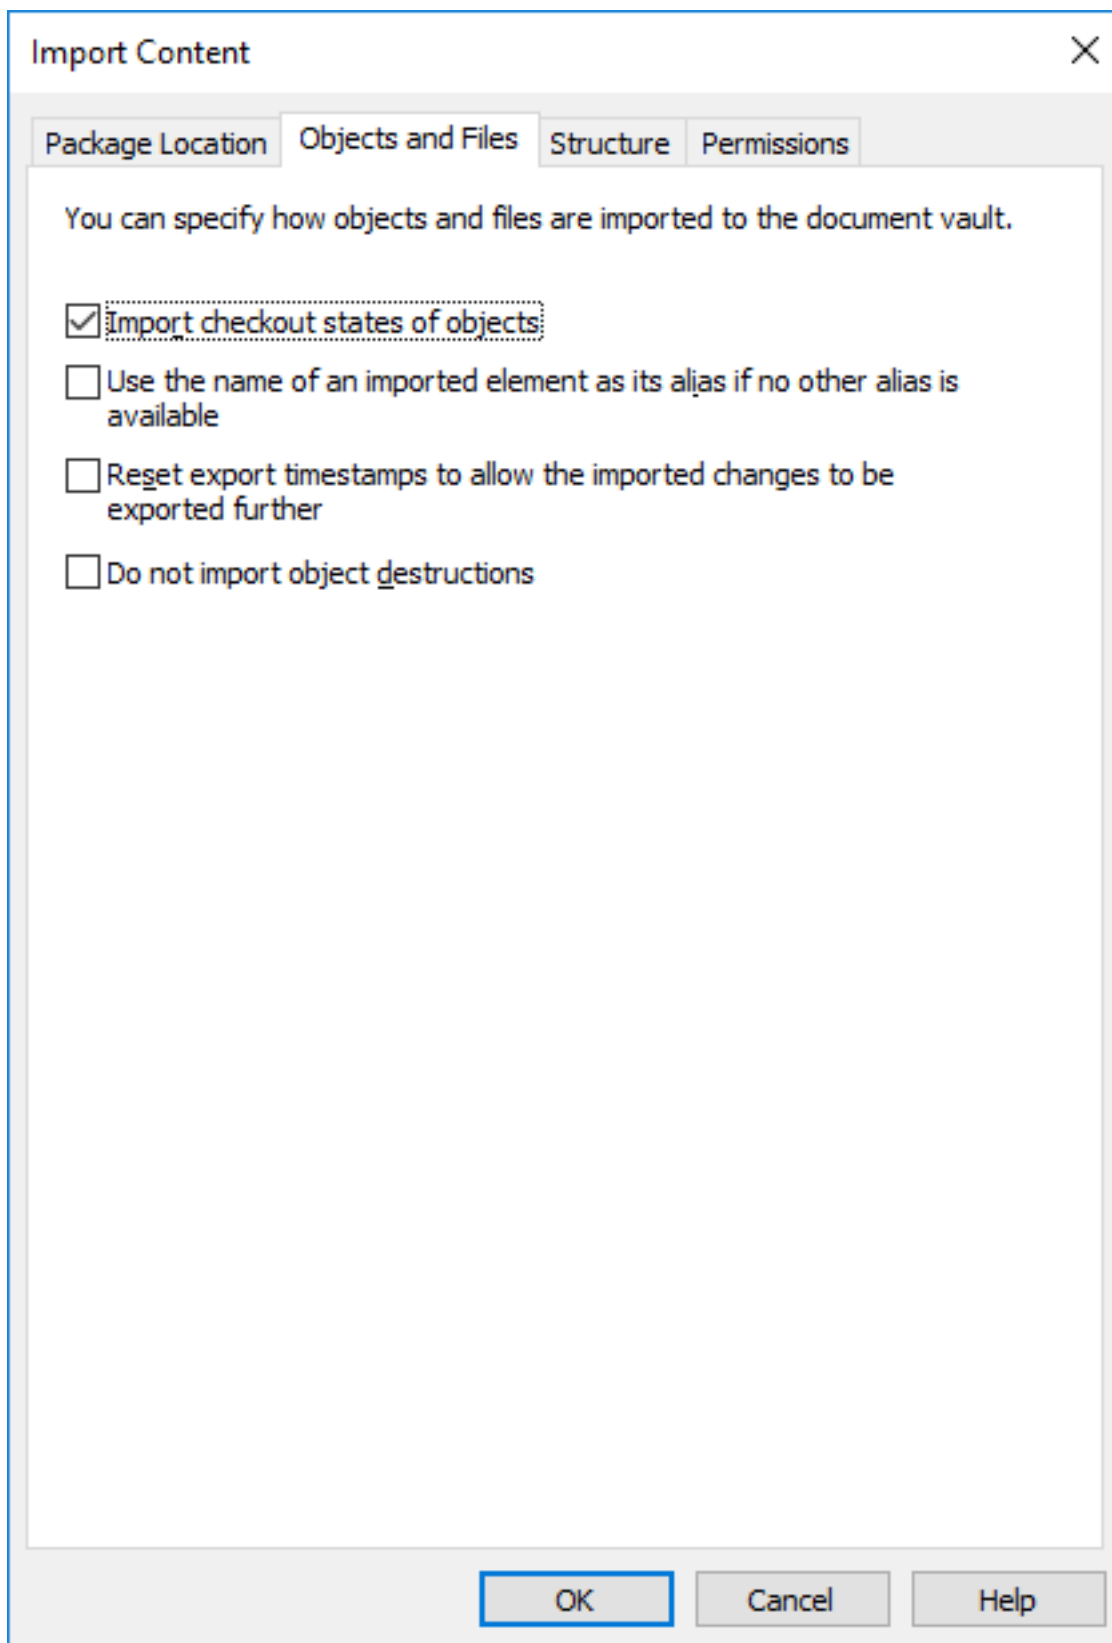 Import Content
Package Location
Objects and Files
Structure
Permissions
You can specify how objects and files are imported to the document vault.
Import checkout states of objects
Use the name of an imported element as its alias if no other alias is
available
Reset export timestamps to allow the imported changes to be
exported further
Do not import object destructions
OK
Cancel
Help